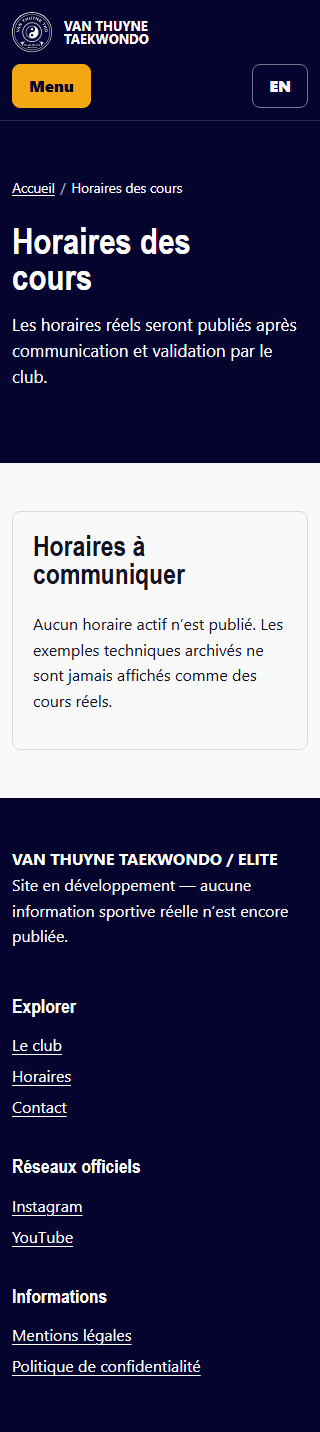 VAN THUYNE
TAEKWONDO
Menu
EN
Accueil / Horaires des cours
Horaires des
cours
Les horaires réels seront publiés après
communication et validation par le
club.
Horaires à
communiquer
Aucun horaire actif n’est publié. Les
exemples techniques archivés ne
sont jamais affichés comme des
cours réels.
VAN THUYNE TAEKWONDO / ELITE
Site en développement — aucune
information sportive réelle n’est encore
publiée.
Explorer
Le club
Horaires
Contact
Réseaux officiels
Instagram
YouTube
Informations
Mentions légales
Politique de confidentialité